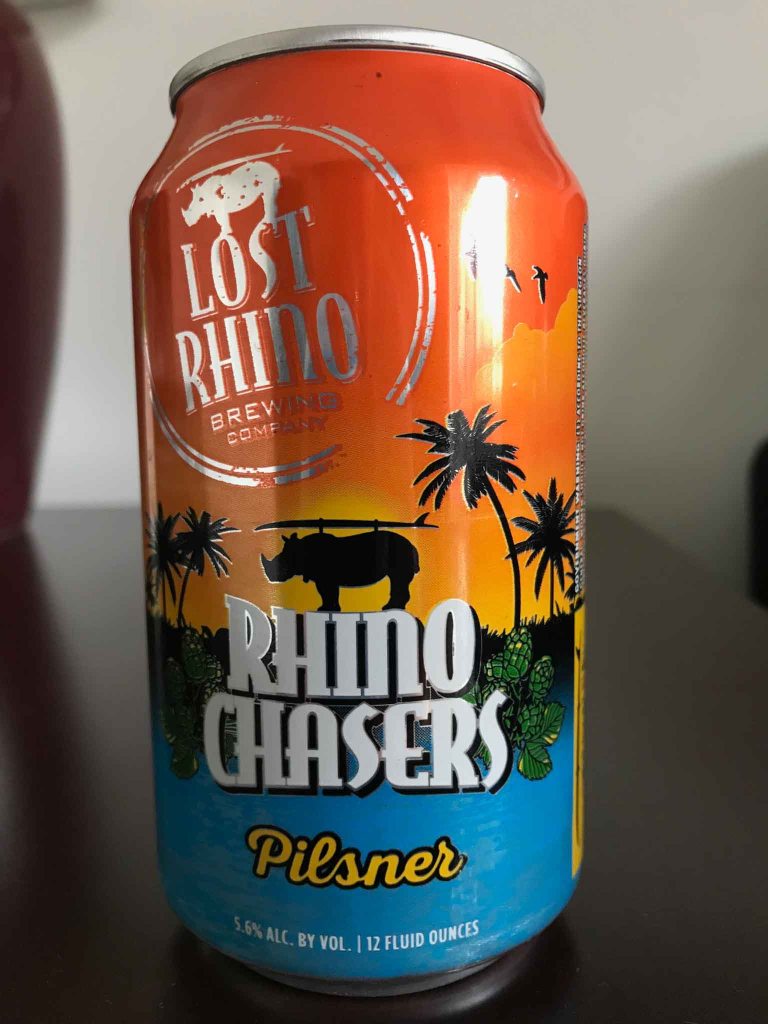 LOST
RHINO
BREWING
COMPANY
RHINO
CHASERS
Pilsner
5.6% ALC. BY VOL. | 12 FLUID OUNCES